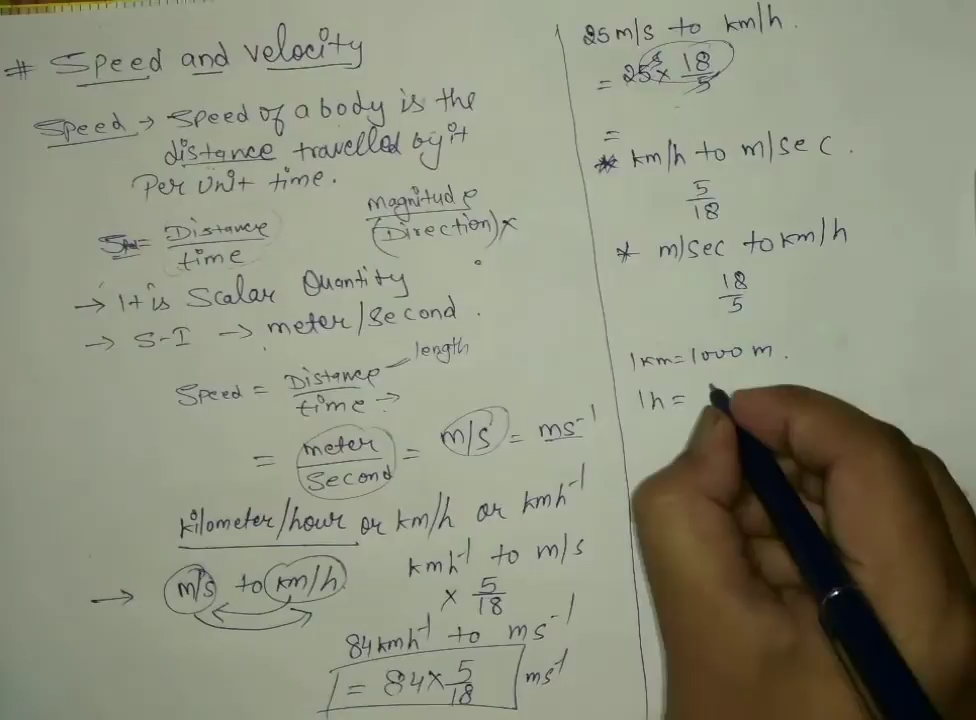 # Speed and velocity
Speed → Speed of a body is the
distance travelled by it
Per unit time.
= Distance
time
magnitude
(Direction) ×
→ It is Scalar Quantity
→ S-I → meter/second.
Speed = Distance — length
time →
= meter = m/s = ms⁻¹
second
kilometer/hour or km/h or kmh⁻¹
→ m/s to km/h
kmh⁻¹ to m/s
× 5/18
84 kmh⁻¹ to ms⁻¹
= 84 × 5/18 ms⁻¹
25 m/s to km/h.
= 25 × 18/5
=
* km/h to m/sec.
5/18
* m/sec to km/h
18/5
1 km = 1000 m.
1h =